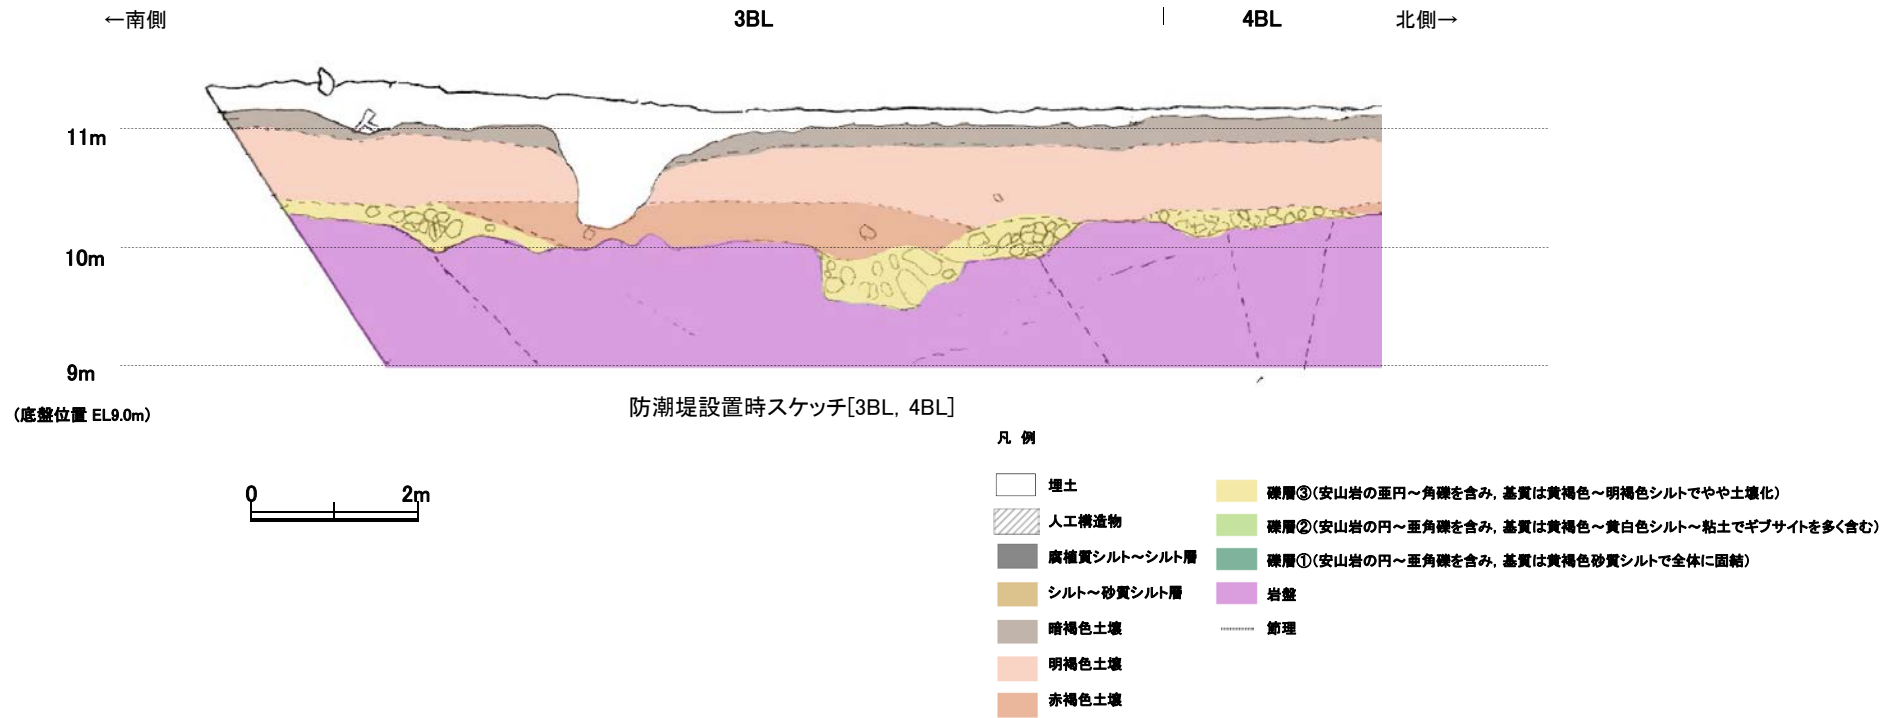 ←南側 3BL 4BL 北側→
11m
10m
9m
(底盤位置 EL9.0m)
防潮堤設置時スケッチ[3BL, 4BL]
0 2m
凡 例
埋土
人工構造物
腐植質シルト~シルト層
シルト~砂質シルト層
暗褐色土壌
明褐色土壌
赤褐色土壌
礫層③(安山岩の亜円~角礫を含み, 基質は黄褐色~明褐色シルトでやや土壌化)
礫層②(安山岩の円~亜角礫を含み, 基質は黄褐色~黄白色シルト~粘土でギブサイトを多く含む)
礫層①(安山岩の円~亜角礫を含み, 基質は黄褐色砂質シルトで全体に固結)
岩盤
節理